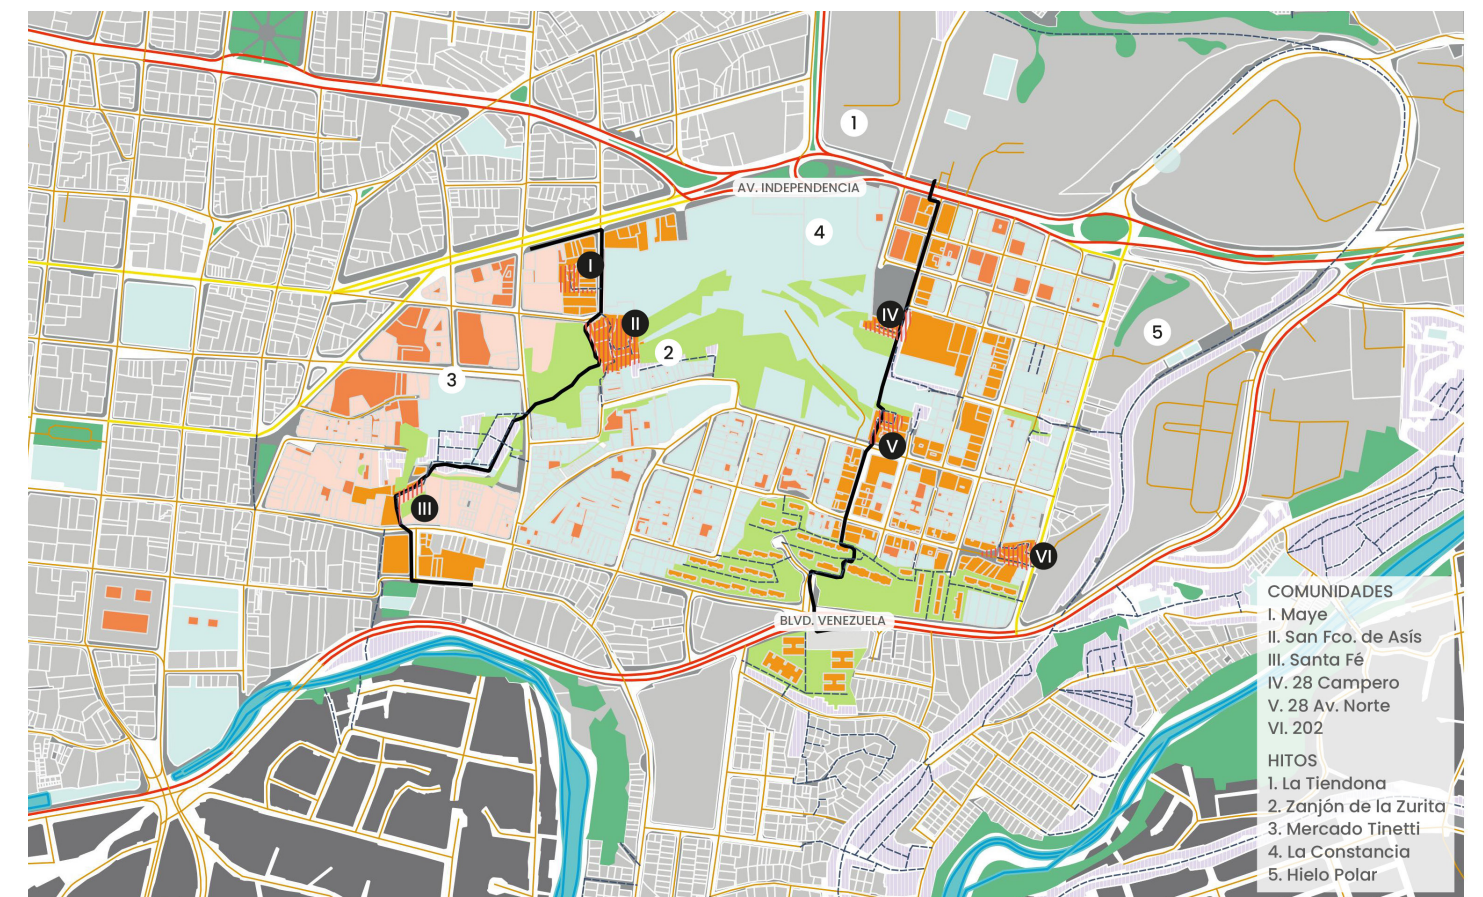 1
AV. INDEPENDENCIA
4
I
IV
II
5
2
3
V
III
VI
BLVD. VENEZUELA
COMUNIDADES
I. Maye
II. San Fco. de Asís
III. Santa Fé
IV. 28 Campero
V. 28 Av. Norte
VI. 202
HITOS
1. La Tiendona
2. Zanjón de la Zurita
3. Mercado Tinetti
4. La Constancia
5. Hielo Polar